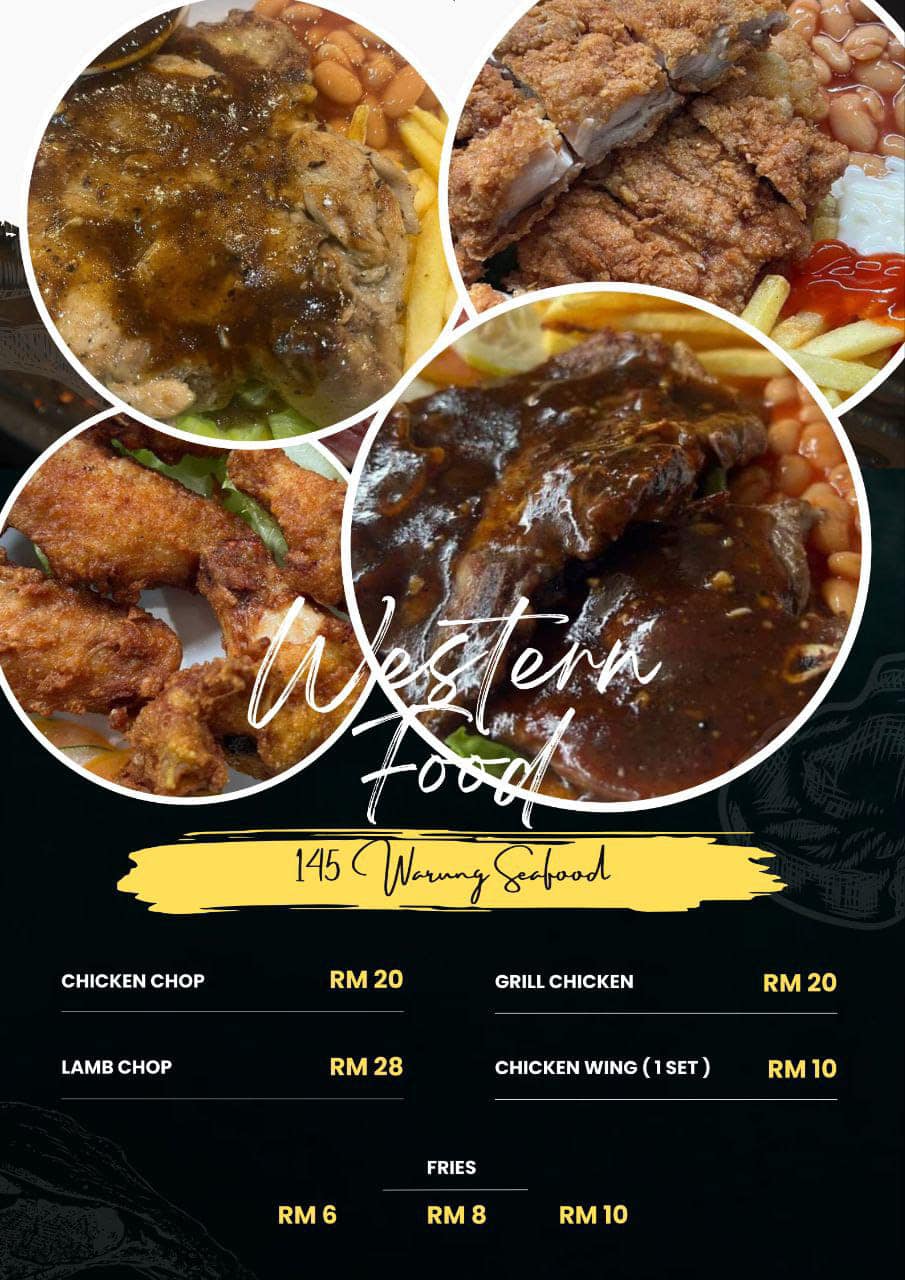 Western
Food
145 Warung Seafood
CHICKEN CHOP RM 20
GRILL CHICKEN RM 20
LAMB CHOP RM 28
CHICKEN WING ( 1 SET ) RM 10
FRIES
RM 6 RM 8 RM 10